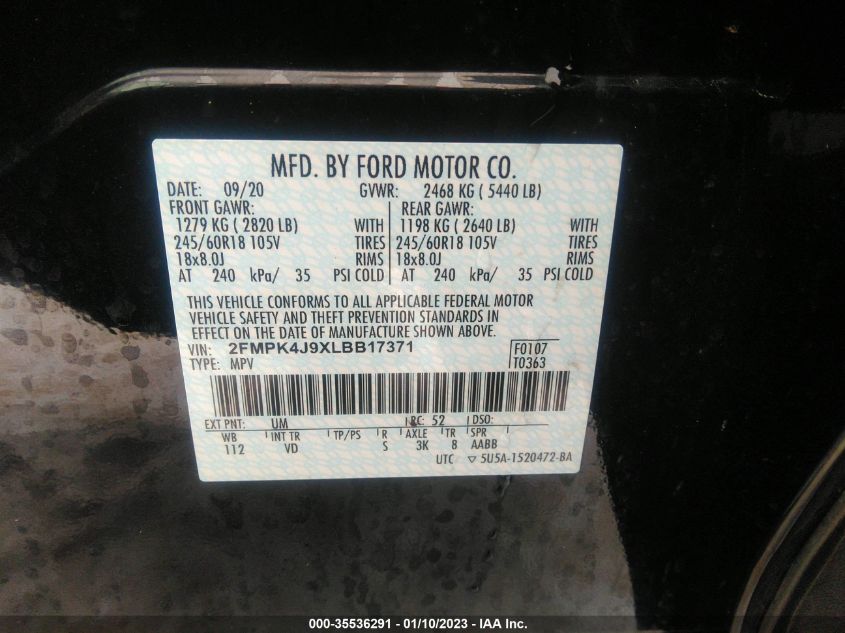 MFD. BY FORD MOTOR CO.
DATE: 09/20 GVWR: 2468 KG ( 5440 LB)
FRONT GAWR: REAR GAWR:
1279 KG ( 2820 LB) WITH 1198 KG ( 2640 LB) WITH
245/60R18 105V TIRES 245/60R18 105V TIRES
18x8.0J RIMS 18x8.0J RIMS
AT 240 kPa/ 35 PSI COLD AT 240 kPa/ 35 PSI COLD
THIS VEHICLE CONFORMS TO ALL APPLICABLE FEDERAL MOTOR
VEHICLE SAFETY AND THEFT PREVENTION STANDARDS IN
EFFECT ON THE DATE OF MANUFACTURE SHOWN ABOVE.
VIN: 2FMPK4J9XLBB17371 F0107
TYPE: MPV T0363
EXT PNT: UM RC: 52 DSO:
WB INT TR TP/PS R AXLE TR SPR
112 VD S 3K 8 AABB
UTC ▽ 5U5A-1520472-BA
000-35536291 - 01/10/2023 - IAA Inc.